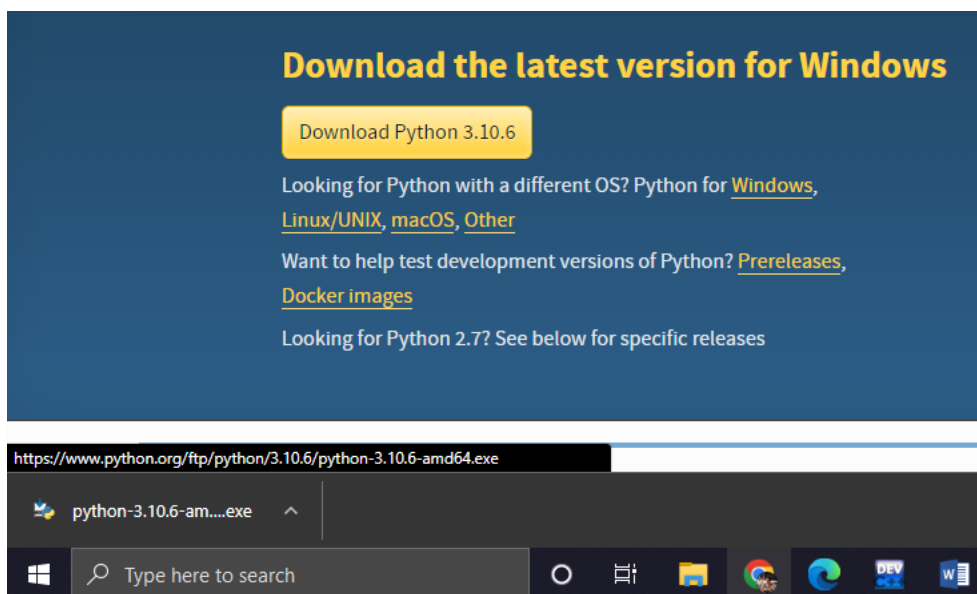 Download the latest version for Windows
Download Python 3.10.6
Looking for Python with a different OS? Python for Windows,
Linux/UNIX, macOS, Other
Want to help test development versions of Python? Prereleases,
Docker images
Looking for Python 2.7? See below for specific releases
https://www.python.org/ftp/python/3.10.6/python-3.10.6-amd64.exe
python-3.10.6-am....exe
Type here to search
DEV
W